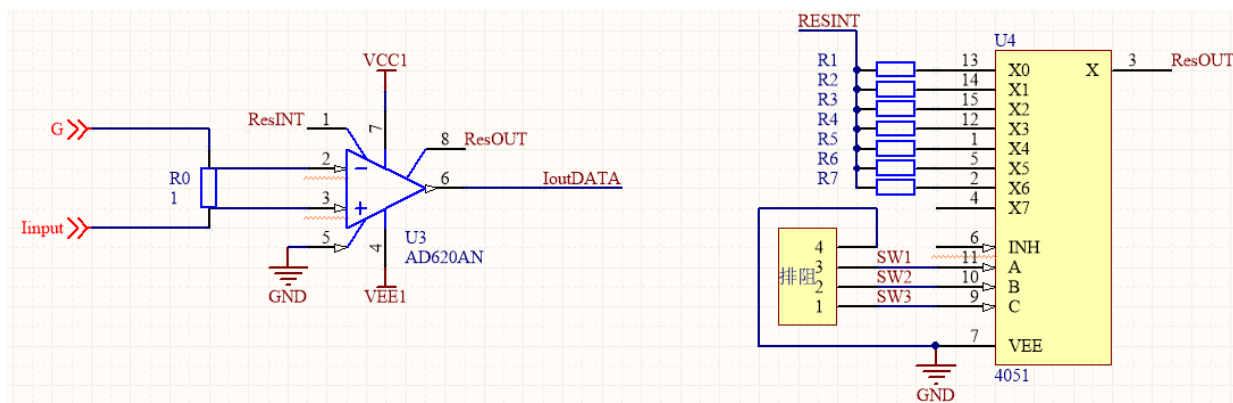 G
Iinput
R0
1
ResINT
1
VCC1
7
2
3
5
GND
8
ResOUT
6
IoutDATA
U3
AD620AN
4
VEE1
RESINT
U4
R1
13
X0
X
3
ResOUT
R2
14
X1
R3
15
X2
R4
12
X3
R5
1
X4
R6
5
X5
R7
2
X6
4
X7
6
INH
排阻
4
3
SW1
11
A
2
SW2
10
B
1
SW3
9
C
7
VEE
GND
4051